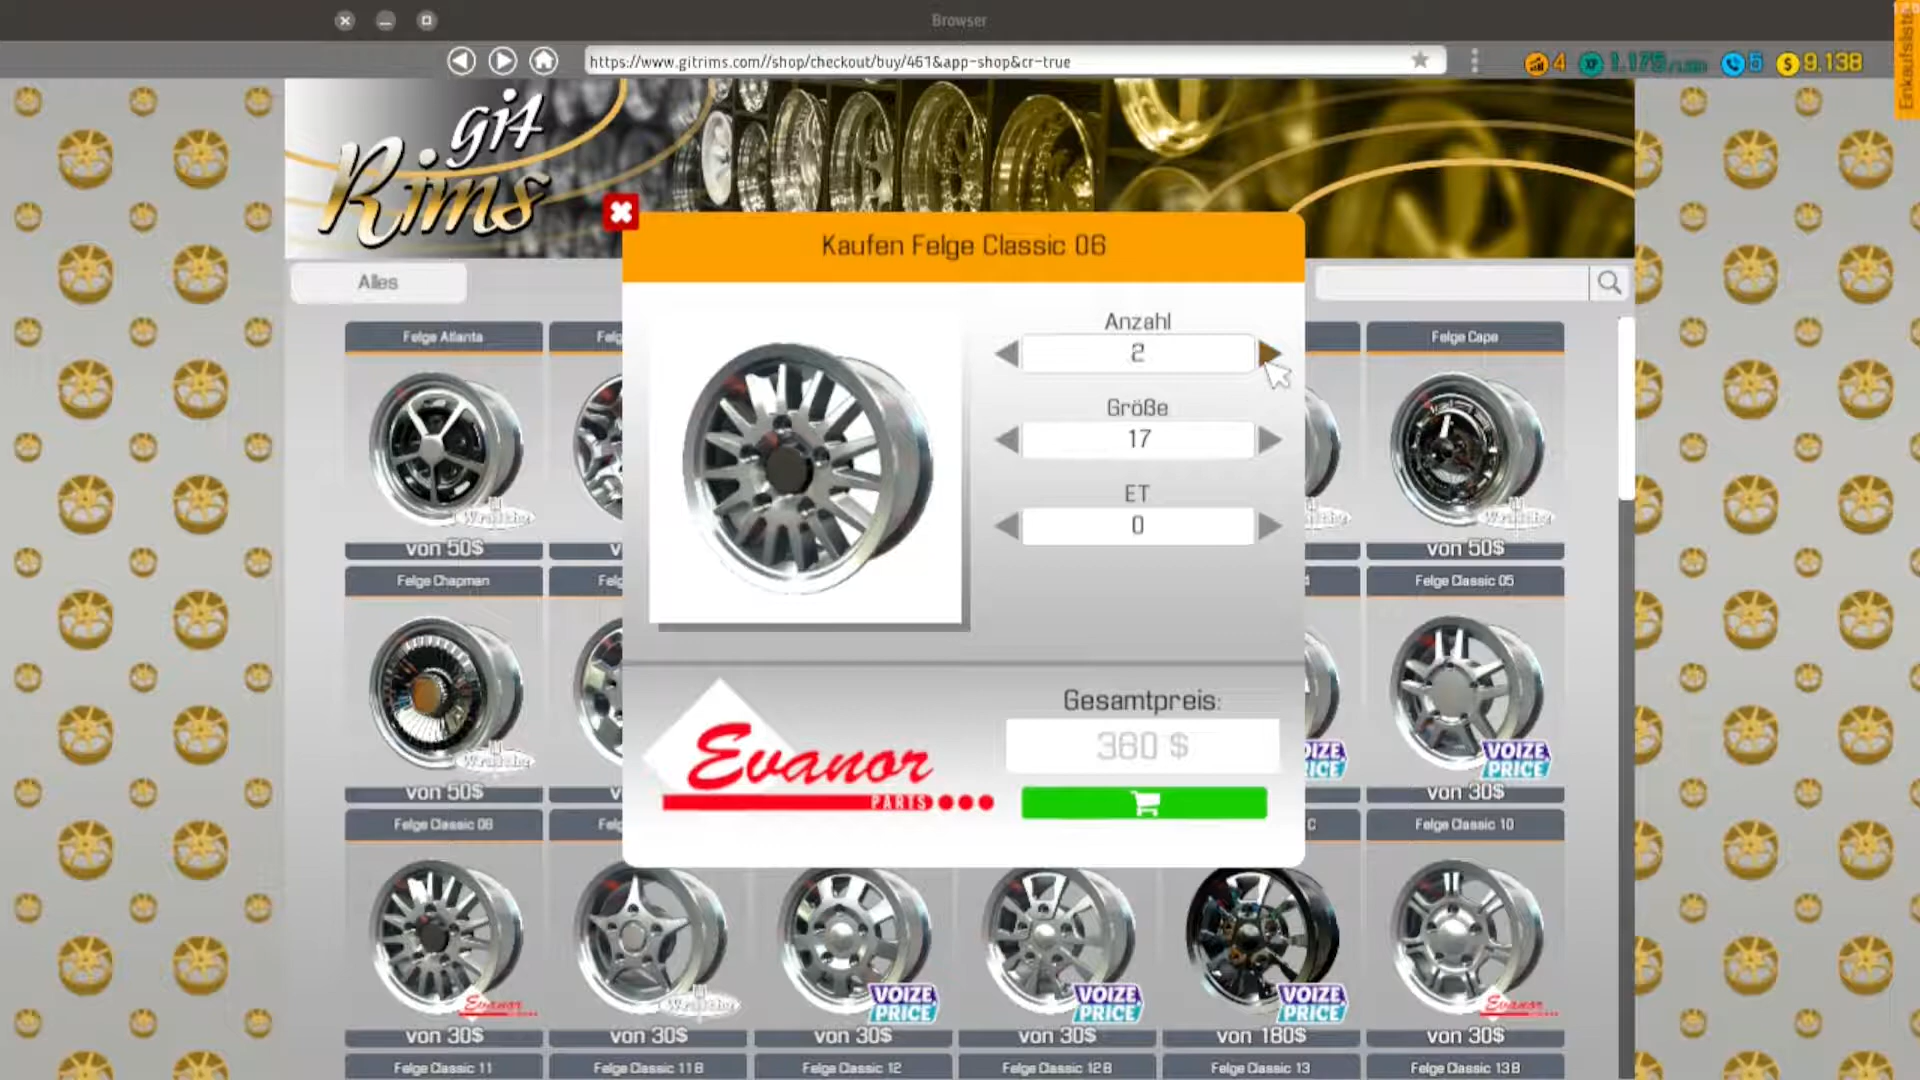 Browser
https://www.gitrims.com//shop/checkout/buy/461&app-shop&cr-true
4
5
$ 9,138
Einkaufsliste
git
Rims
Kaufen Felge Classic 06
Alles
Anzahl
2
Größe
17
ET
0
Felge Atlanta
Felge Cape
von 50$
von 50$
Felge Chapman
Felge Classic 05
Evanor
PARTS
Gesamtpreis:
360 $
VOIZE
PRICE
von 50$
von 30$
Felge Classic 06
Felge Classic 10
Evanor
VOIZE
PRICE
VOIZE
PRICE
VOIZE
PRICE
Evanor
von 30$
von 30$
von 30$
von 30$
von 180$
von 30$
Felge Classic 11
Felge Classic 11B
Felge Classic 12
Felge Classic 12B
Felge Classic 13
Felge Classic 13B